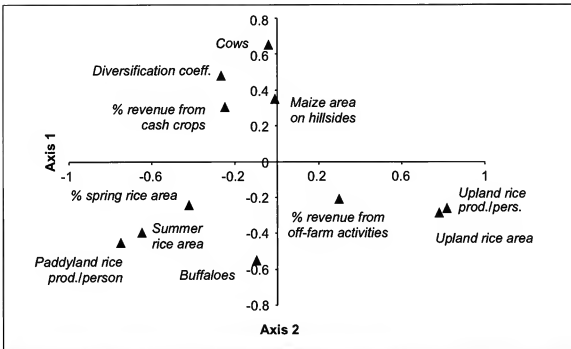 0.8
Cows
0.6
Diversification coeff.
0.4
% revenue from
cash crops
Maize area
on hillsides
0.2
Axis 1
0
-1
-0.6
-0.2
0.2
0.6
1
% spring rice area
-0.2
Upland rice
prod./pers.
% revenue from
off-farm activities
Summer
rice area
-0.4
Upland rice area
Paddyland rice
prod./person
Buffaloes
-0.6
-0.8
Axis 2